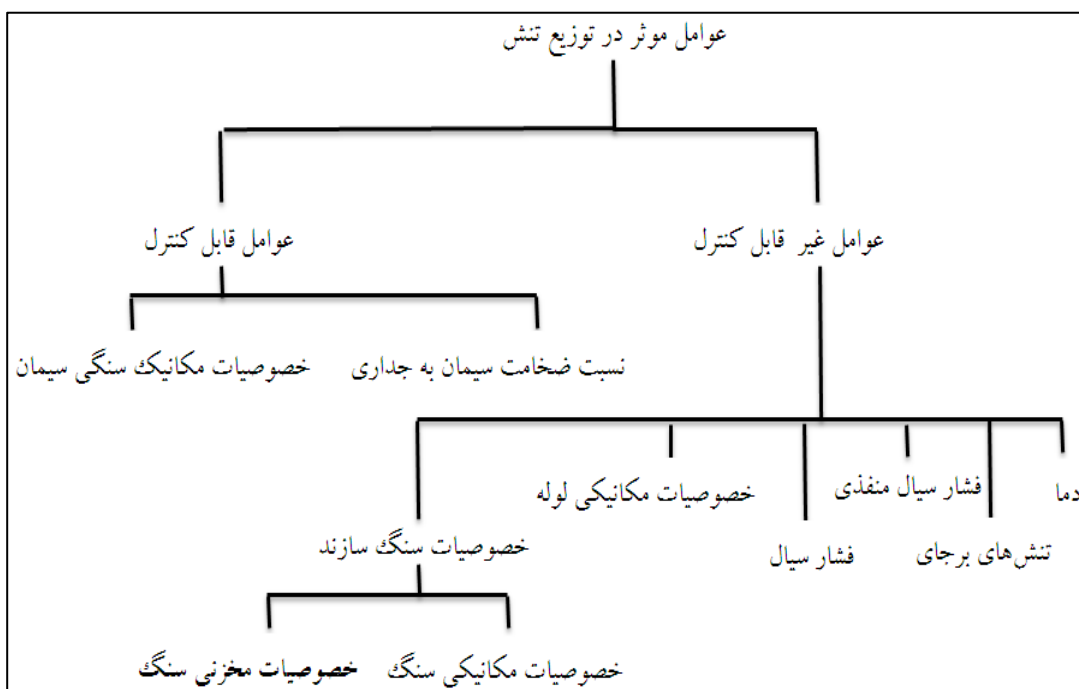 عوامل موثر در توزیع تنش
عوامل غیر قابل کنترل
عوامل قابل کنترل
نسبت ضخامت سیمان به جداری
خصوصیات مکانیک سنگی سیمان
دما
تنش‌های برجای
فشار سیال منفذی
فشار سیال
خصوصیات مکانیکی لوله
خصوصیات سنگ سازند
خصوصیات مکانیکی سنگ
خصوصیات مخزنی سنگ